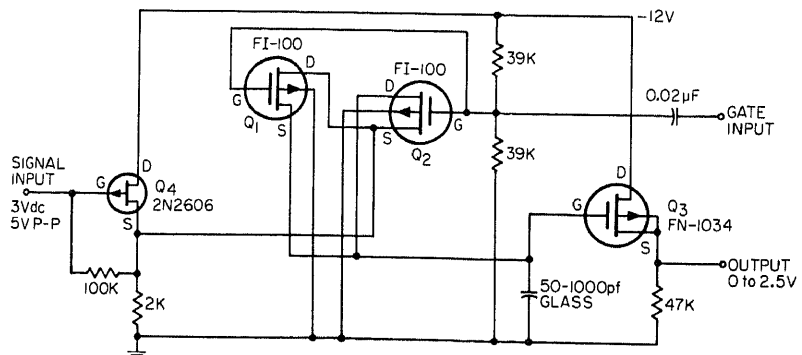 -12V
FI-100
D
G
S
Q1
FI-100
D
S
G
Q2
39K
39K
0.02µF
GATE
INPUT
SIGNAL
INPUT
3Vdc
5V P-P
G
D
Q4
2N2606
S
100K
2K
D
G
Q3
FN-1034
S
50-1000pf
GLASS
47K
OUTPUT
0 to 2.5V